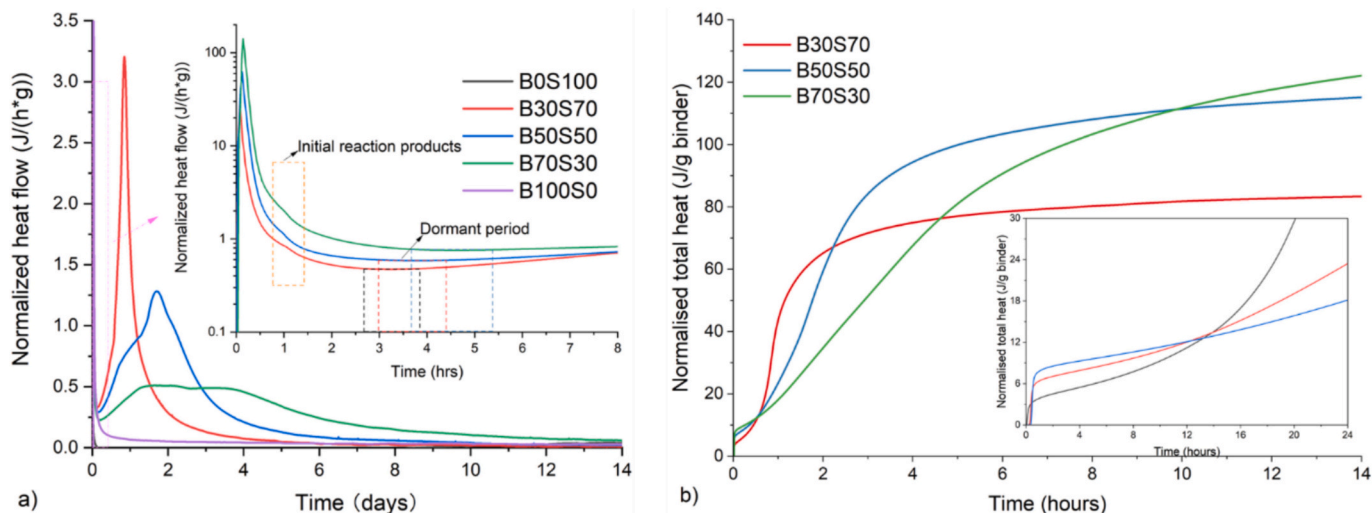 3.5
3.0
2.5
2.0
1.5
1.0
0.5
0.0
Normalized heat flow (J/(h*g))
0 2 4 6 8 10 12 14
Time (days)
a)
100
10
1
0.1
Normalized heat flow (J/(h*g))
0 1 2 3 4 5 6 7 8
Time (hrs)
Initial reaction products
Dormant period
B0S100
B30S70
B50S50
B70S30
B100S0
140
120
100
80
60
40
20
0
Normalised total heat (J/g binder)
0 2 4 6 8 10 12 14
Time (hours)
b)
B30S70
B50S50
B70S30
30
24
18
12
6
0
Normalised total heat (J/g binder)
0 4 8 12 16 20 24
Time (hours)